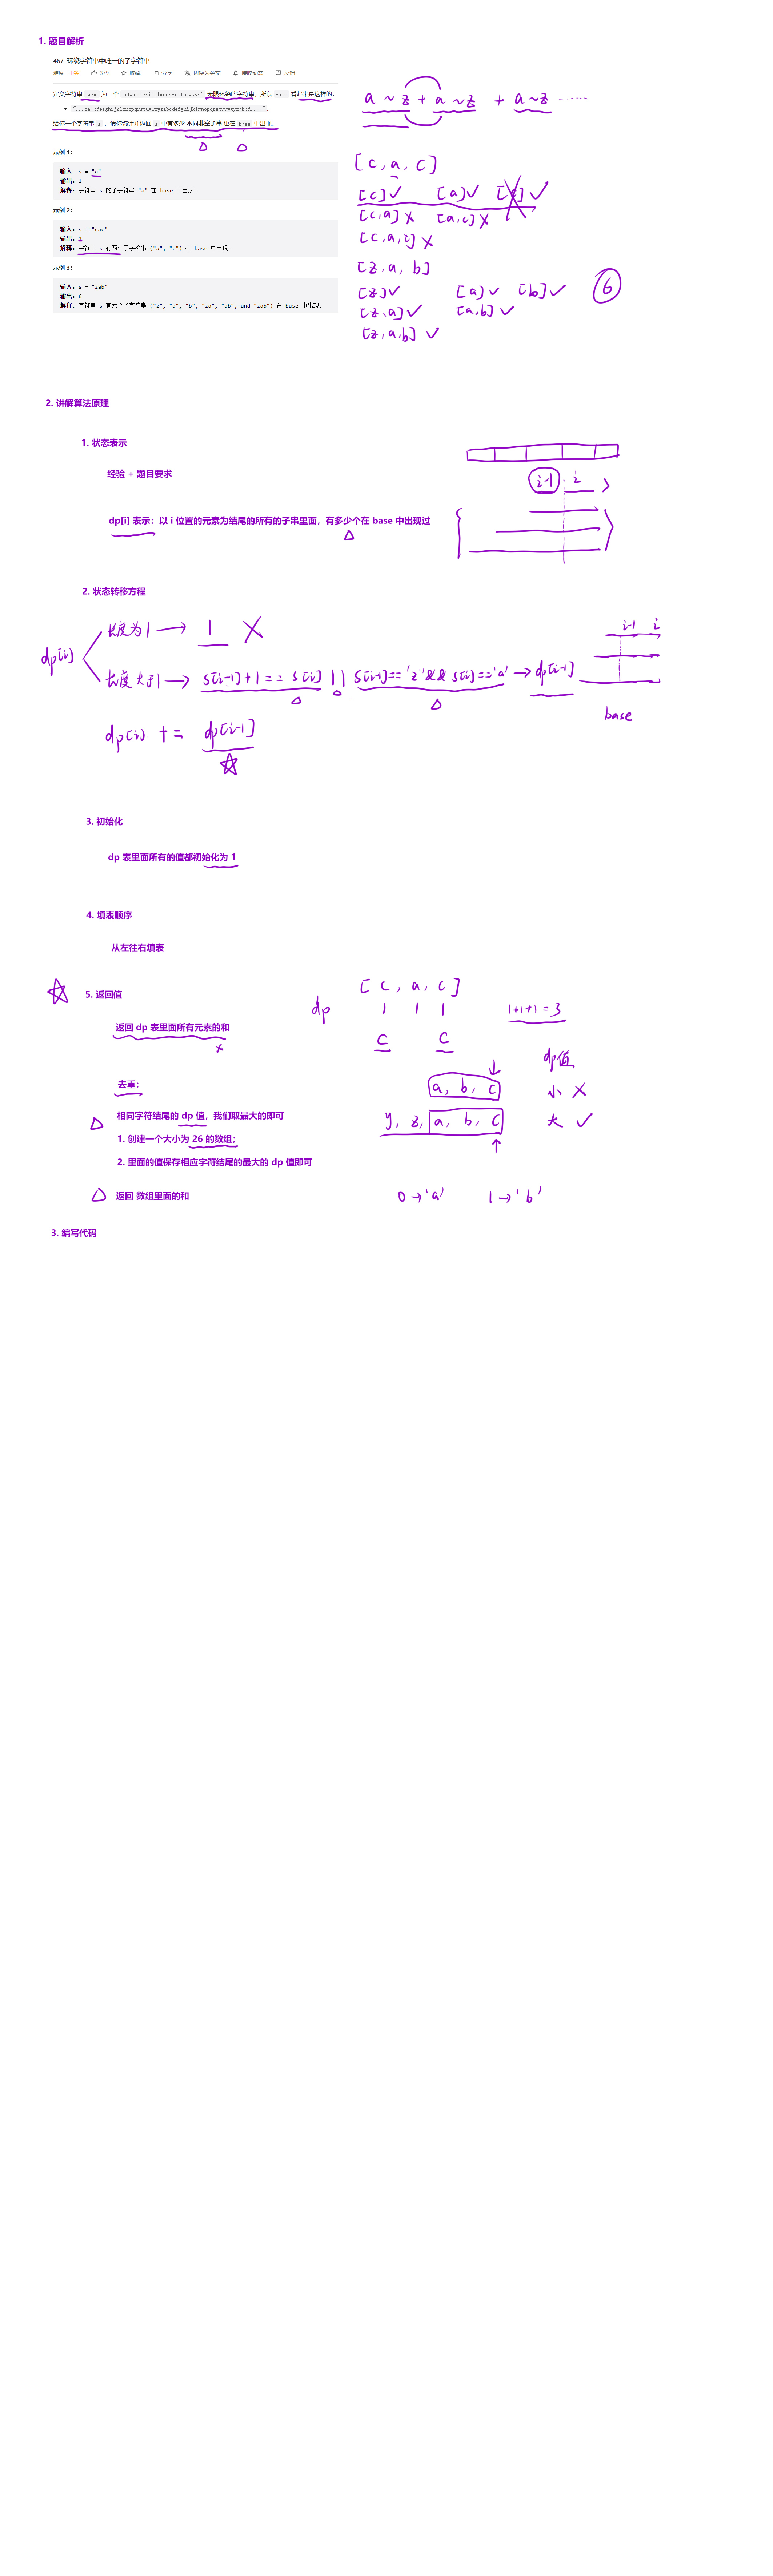 1. 题目解析
467. 环绕字符串中唯一的子字符串
难度 中等 379 收藏 分享 切换为英文 接收动态 反馈
定义字符串 base 为一个 "abcdefghijklmnopqrstuvwxyz" 无限环绕的字符串，所以 base 看起来是这样的：
"...zabcdefghijklmnopqrstuvwxyzabcdefghijklmnopqrstuvwxyzabcd....".
给你一个字符串 s ，请你统计并返回 s 中有多少 不同非空子串 也在 base 中出现。
a ~ z + a ~ z + a ~ z ······
示例 1：
输入：s = "a"
输出：1
解释：字符串 s 的子字符串 "a" 在 base 中出现。
示例 2：
输入：s = "cac"
输出：2
解释：字符串 s 有两个子字符串 ("a", "c") 在 base 中出现。
示例 3：
输入：s = "zab"
输出：6
解释：字符串 s 有六个子字符串 ("z", "a", "b", "za", "ab", and "zab") 在 base 中出现。
[c, a, c]
[c]✓ [a]✓ [c]✓
[c,a]× [a,c]×
[c,a,c]×
[z, a, b]
[z]✓ [a]✓ [b]✓ 6
[z,a]✓ [a,b]✓
[z,a,b]✓
2. 讲解算法原理
1. 状态表示
经验 + 题目要求
i-1 i
dp[i] 表示：以 i 位置的元素为结尾的所有的子串里面，有多少个在 base 中出现过
2. 状态转移方程
dp[i]
长度为1 → 1 ×
长度大于1 → s[i-1]+1 == s[i] || s[i-1]=='z' && s[i]=='a' → dp[i-1]
i-1 i
base
dp[i] += dp[i-1]
3. 初始化
dp 表里面所有的值都初始化为 1
4. 填表顺序
从左往右填表
5. 返回值
返回 dp 表里面所有元素的和
×
[c, a, c]
dp 1 1 1 1+1+1=3
c c
dp值
a, b, c 小 ×
y, z, a, b, c 大 ✓
去重：
相同字符结尾的 dp 值，我们取最大的即可
1. 创建一个大小为 26 的数组；
2. 里面的值保存相应字符结尾的最大的 dp 值即可
返回 数组里面的和
0→'a' 1→'b'
3. 编写代码